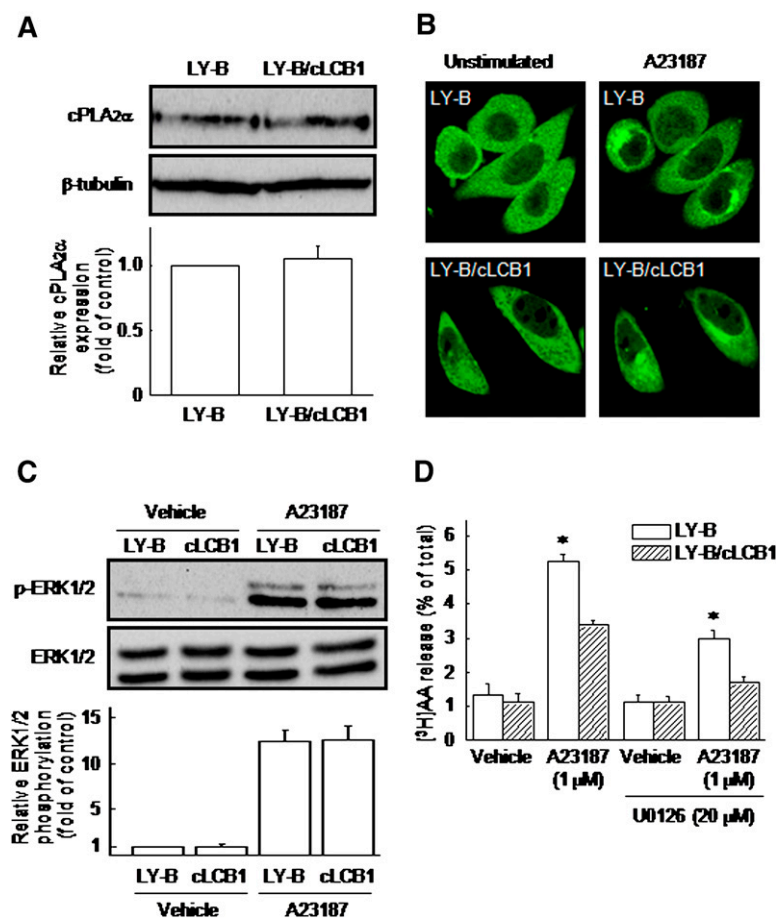 A
LY-B LY-B/cLCB1
cPLA2α
β-tubulin
Relative cPLA2α
expression
(fold of control)
1.0
0.5
0
LY-B LY-B/cLCB1
B
Unstimulated A23187
LY-B LY-B
LY-B/cLCB1 LY-B/cLCB1
C
Vehicle A23187
LY-B cLCB1 LY-B cLCB1
p-ERK1/2
ERK1/2
Relative ERK1/2
phosphorylation
(fold of control)
15
10
5
1
LY-B cLCB1 LY-B cLCB1
Vehicle A23187
D
[³H]AA release (% of total)
6
5
4
3
2
1
0
LY-B
LY-B/cLCB1
*
*
Vehicle A23187 Vehicle A23187
(1 μM) (1 μM)
U0126 (20 μM)